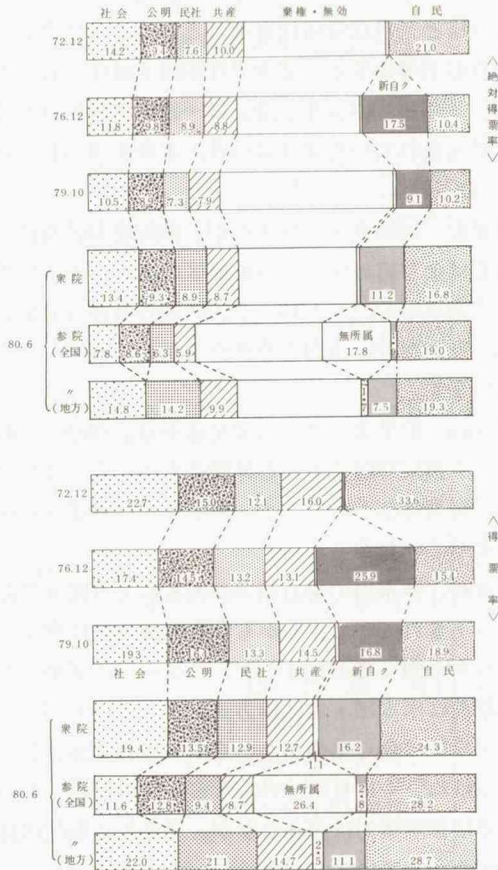 社会 公明 民社 共産 棄権・無効 自民
72.12
14.2 9.4 7.6 10.0 21.0
新自ク
76.12
11.8 9.8 8.9 8.8 17.5 10.4
〈絶対得票率〉
79.10
10.5 8.9 7.3 7.9 9.1 10.2
80.6
衆院
13.4 9.3 8.9 8.7 11.2 16.8
参院(全国)
7.8 8.6 6.3 5.9 無所属 17.8 19.0
〃(地方)
14.8 14.2 9.9 7.5 19.3
72.12
22.7 15.0 12.1 16.0 33.6
76.12
17.4 14.5 13.2 13.1 25.9 15.4
〈得票率〉
79.10
19.3 13.3 14.5 16.8 18.9
社会 公明 民社 共産 新自ク 自民
80.6
衆院
19.4 13.5 12.9 12.7 16.2 24.3
1.1
参院(全国)
11.6 12.8 9.4 8.7 無所属 26.4 28.2
〃(地方)
22.0 21.1 14.7 2.5 11.1 28.7